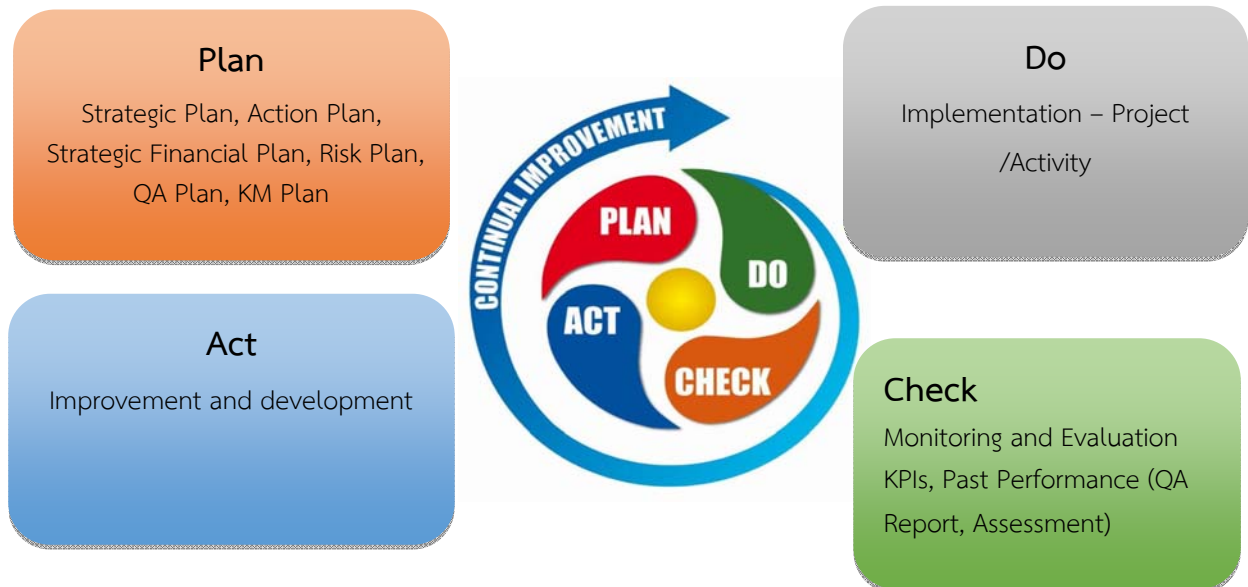 Plan
Strategic Plan, Action Plan,
Strategic Financial Plan, Risk Plan,
QA Plan, KM Plan
Do
Implementation – Project
/Activity
CONTINUAL IMPROVEMENT
PLAN
DO
ACT
CHECK
Act
Improvement and development
Check
Monitoring and Evaluation
KPIs, Past Performance (QA
Report, Assessment)